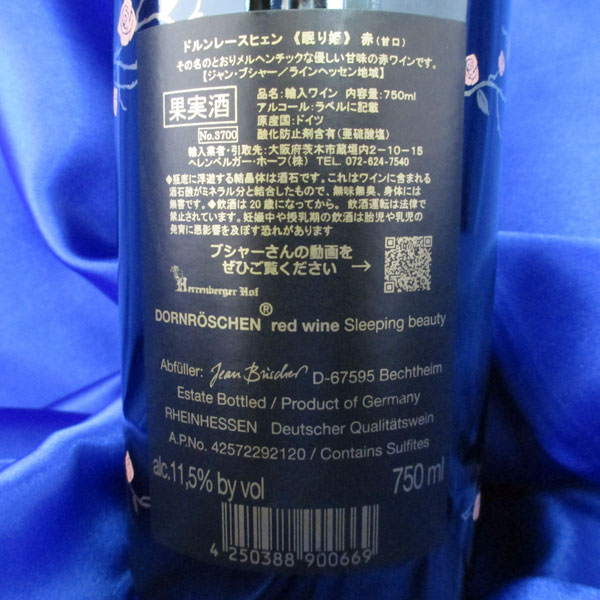 ドルンレースヒェン 《眠り姫》 赤(甘口)
その名のとおりメルヘンチックな優しい甘味の赤ワインです。
【ジャン・ブシャー/ラインヘッセン地域】
果実酒
No.3700
品名:輸入ワイン 内容量:750ml
アルコール:ラベルに記載
原産国:ドイツ
酸化防止剤含有(亜硫酸塩)
輸入業者・引取先:大阪府茨木市蔵垣内2-10-15
ヘレンベルガー・ホーフ(株) TEL. 072-624-7540
◆瓶底に浮遊する結晶体は酒石です。これはワインに含まれる
酒石酸がミネラル分と結合したもので、無味無臭、身体には
無害です。◆飲酒は20歳になってから。 飲酒運転は法律で
禁止されています。妊娠中や授乳期の飲酒は胎児や乳児の
発育に悪影響を及ぼす恐れがあります
ブシャーさんの動画を
ぜひご覧ください
Herrenberger Hof
DORNRÖSCHEN® red wine Sleeping beauty
Abfüller: Jean Büscher D-67595 Bechtheim
Estate Bottled / Product of Germany
RHEINHESSEN Deutscher Qualitätswein
A.P.No. 42572292120 / Contains Sulfites
alc.11,5% by vol 750 ml
4 250388 900669